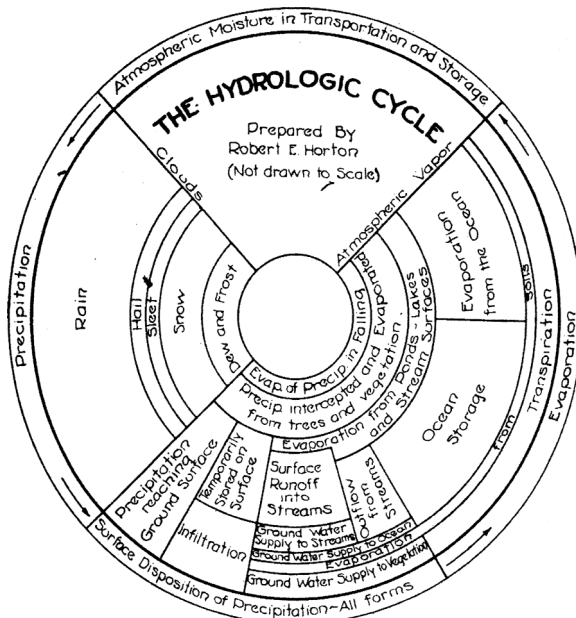 Atmospheric Moisture in Transportation and Storage
THE HYDROLOGIC CYCLE
Prepared By
Robert E. Horton
(Not drawn to Scale)
Clouds
Atmospheric Vapor
Precipitation
Rain
Hail
Sleet
Snow
Dew and Frost
Evap. of Precip. in Falling
Precip intercepted and Evaporated
from trees and vegetation.
Evaporation from Ponds-Lakes
and Stream Surfaces
Evaporation
from the Ocean
Ocean
Storage
Evaporation from soils
Transpiration
Evaporation
Precipitation
reaching
Ground Surface
Temporarily
Stored on
Surface
Infiltration
Surface
Runoff
into
Streams
Outflow
from
Streams
Ground Water
Supply to Streams
Ground Water Supply to Ocean
Ground Water Supply to Vegetation
Surface Disposition of Precipitation-All forms